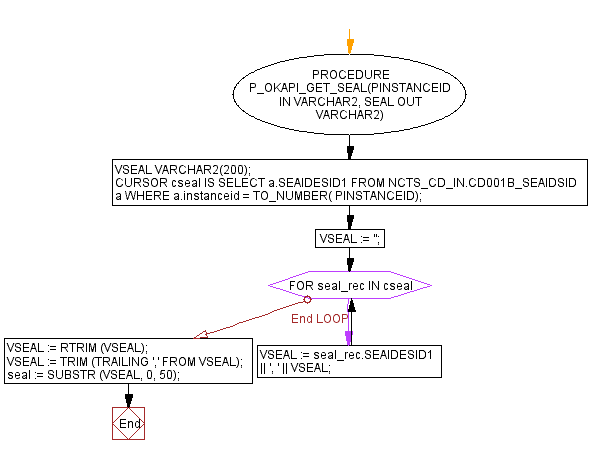 PROCEDURE
P_OKAPI_GET_SEAL(PINSTANCEID
IN VARCHAR2, SEAL OUT
VARCHAR2)
VSEAL VARCHAR2(200);
CURSOR cseal IS SELECT a.SEAIDESID1 FROM NCTS_CD_IN.CD001B_SEAIDSID
a WHERE a.instanceid = TO_NUMBER( PINSTANCEID);
VSEAL := '';
FOR seal_rec IN cseal
End LOOP
VSEAL := seal_rec.SEAIDESID1
|| ', ' || VSEAL;
VSEAL := RTRIM (VSEAL);
VSEAL := TRIM (TRAILING ',' FROM VSEAL);
seal := SUBSTR (VSEAL, 0, 50);
End